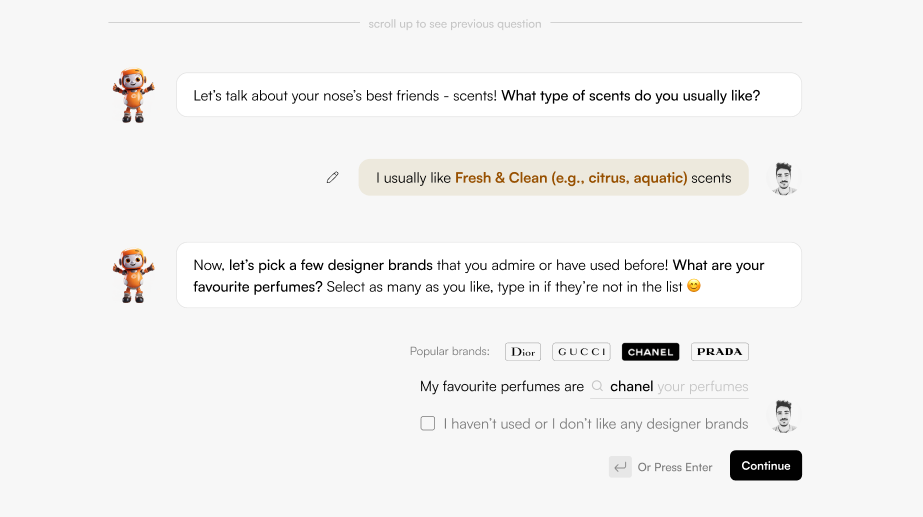 scroll up to see previous question
Let's talk about your nose's best friends - scents! What type of scents do you usually like?
I usually like Fresh & Clean (e.g., citrus, aquatic) scents
Now, let's pick a few designer brands that you admire or have used before! What are your
favourite perfumes? Select as many as you like, type in if they're not in the list 😊
Popular brands: Dior GUCCI CHANEL PRADA
My favourite perfumes are chanel your perfumes
I haven't used or I don't like any designer brands
Or Press Enter Continue